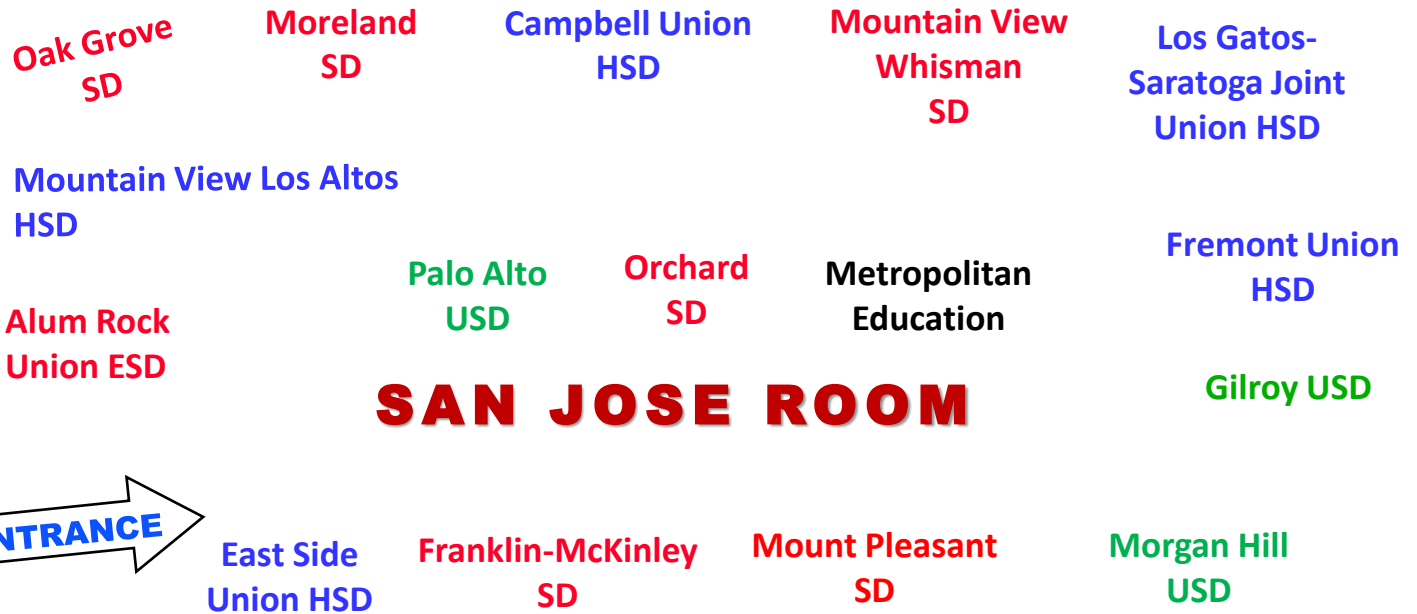 Oak Grove
SD
Moreland
SD
Campbell Union
HSD
Mountain View
Whisman
SD
Los Gatos-
Saratoga Joint
Union HSD
Mountain View Los Altos
HSD
Palo Alto
USD
Orchard
SD
Metropolitan
Education
Fremont Union
HSD
Alum Rock
Union ESD
SAN JOSE ROOM
Gilroy USD
NTRANCE
East Side
Union HSD
Franklin-McKinley
SD
Mount Pleasant
SD
Morgan Hill
USD